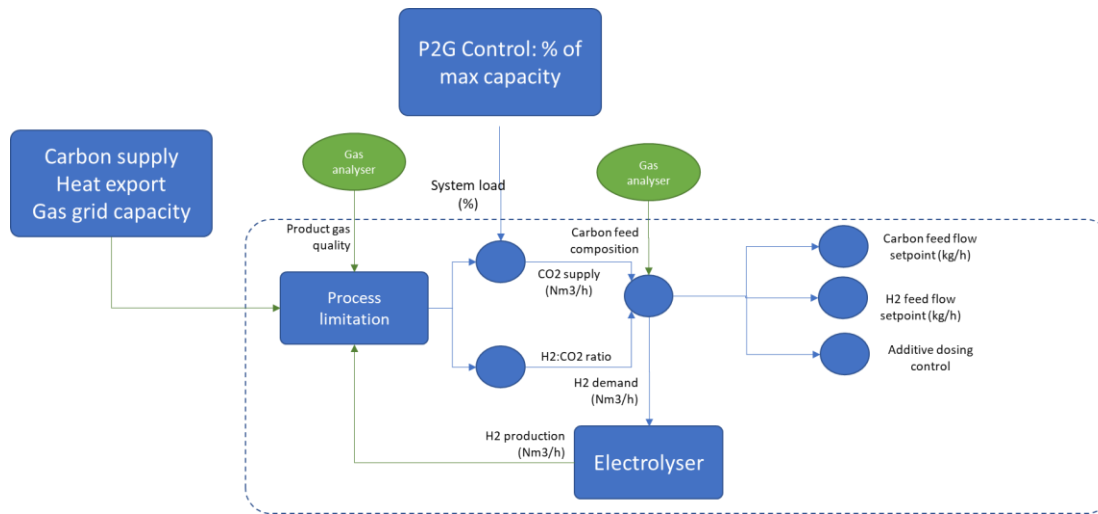 P2G Control: % of
max capacity
Carbon supply
Heat export
Gas grid capacity
Gas
analyser
Gas
analyser
System load
(%)
Product gas
quality
Carbon feed
composition
CO2 supply
(Nm3/h)
Carbon feed flow
setpoint (kg/h)
Process
limitation
H2 feed flow
setpoint (kg/h)
H2:CO2 ratio
Additive dosing
control
H2 demand
(Nm3/h)
H2 production
(Nm3/h)
Electrolyser